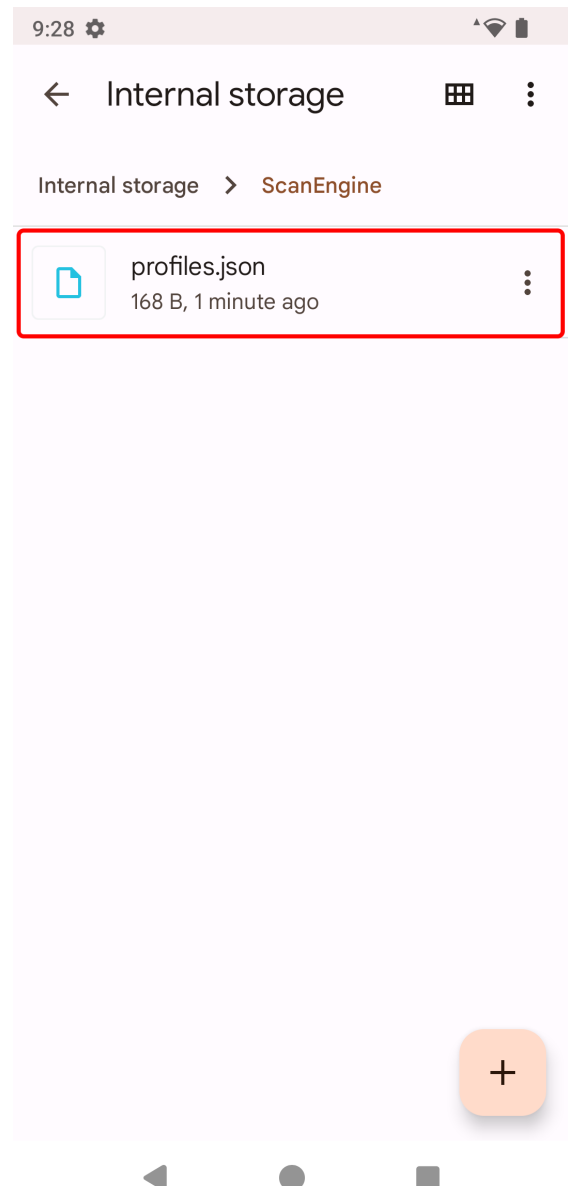 9:28
Internal storage
Internal storage > ScanEngine
profiles.json
168 B, 1 minute ago